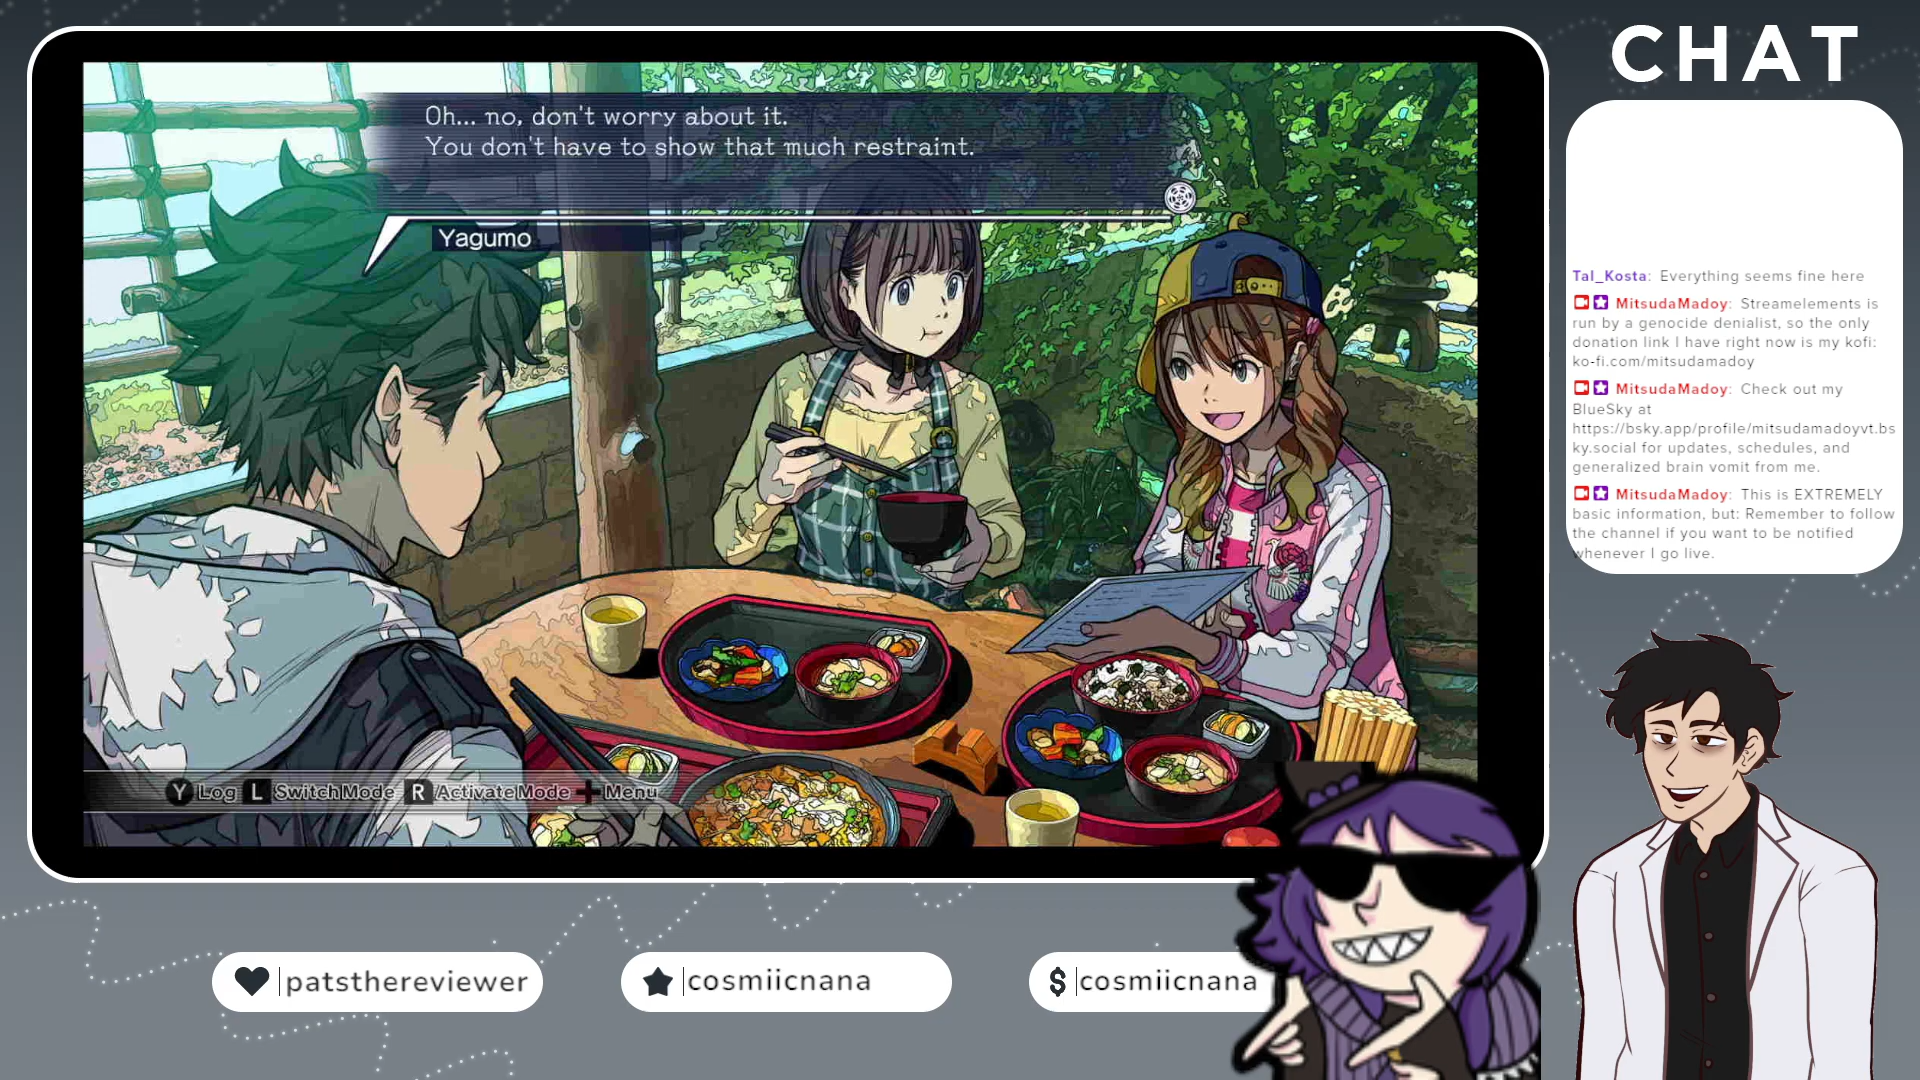 Oh... no, don't worry about it.
You don't have to show that much restraint.
Yagumo
Y Log L SwitchMode R ActivateMode + Menu
CHAT
Tal_Kosta: Everything seems fine here
MitsudaMadoy: Streamelements is
run by a genocide denialist, so the only
donation link I have right now is my kofi:
ko-fi.com/mitsudamadoy
MitsudaMadoy: Check out my
BlueSky at
https://bsky.app/profile/mitsudamadoyvt.bs
ky.social for updates, schedules, and
generalized brain vomit from me.
MitsudaMadoy: This is EXTREMELY
basic information, but: Remember to follow
the channel if you want to be notified
whenever I go live.
patsthereviewer
cosmiicnana
$ cosmiicnana